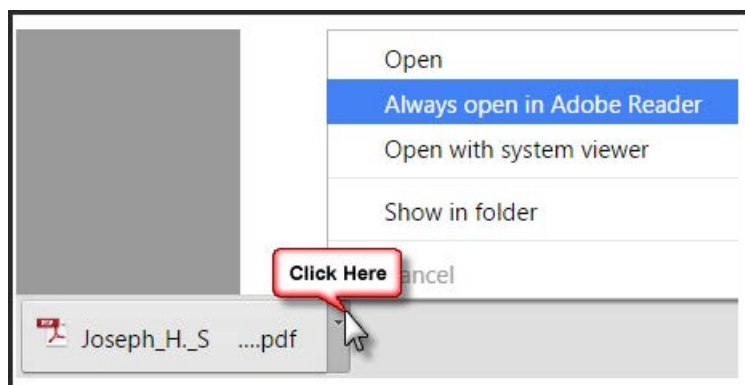 Open
Always open in Adobe Reader
Open with system viewer
Show in folder
Click Here
ancel
Joseph_H._S ....pdf